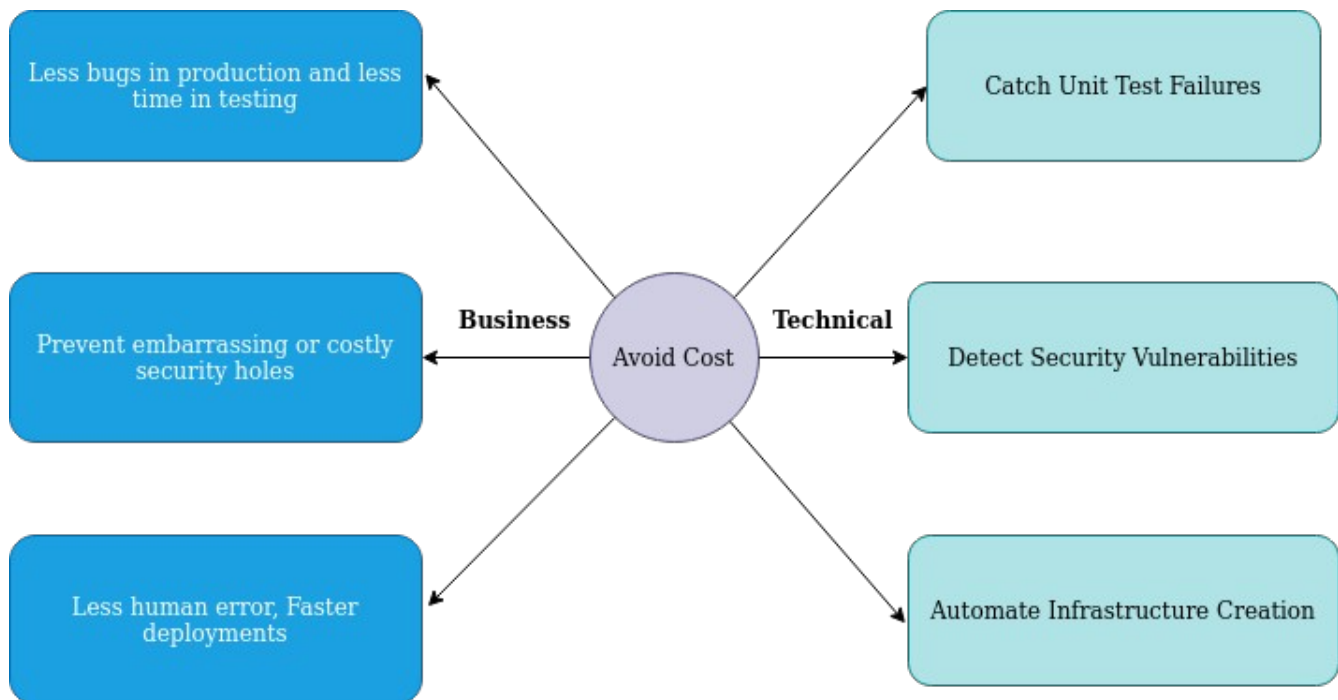 Less bugs in production and less
time in testing
Catch Unit Test Failures
Business
Technical
Prevent embarrassing or costly
security holes
Avoid Cost
Detect Security Vulnerabilities
Less human error, Faster
deployments
Automate Infrastructure Creation